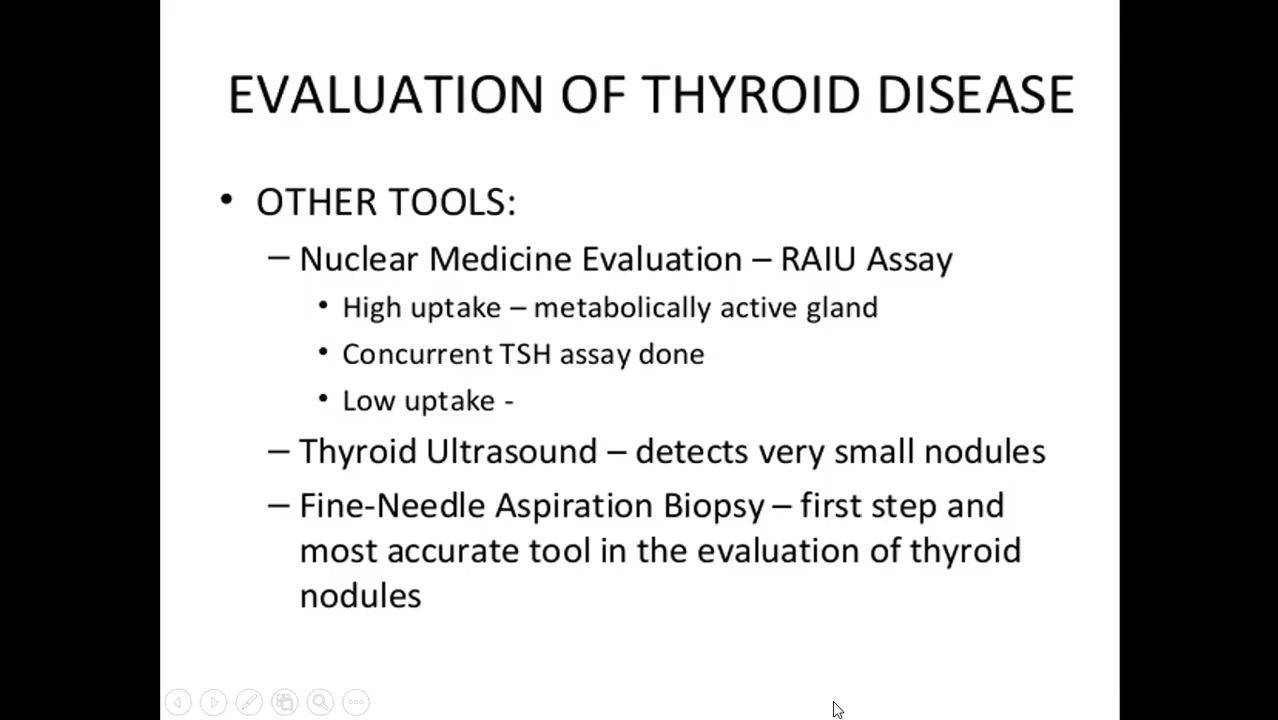 EVALUATION OF THYROID DISEASE
• OTHER TOOLS:
– Nuclear Medicine Evaluation – RAIU Assay
• High uptake – metabolically active gland
• Concurrent TSH assay done
• Low uptake -
– Thyroid Ultrasound – detects very small nodules
– Fine-Needle Aspiration Biopsy – first step and
most accurate tool in the evaluation of thyroid
nodules